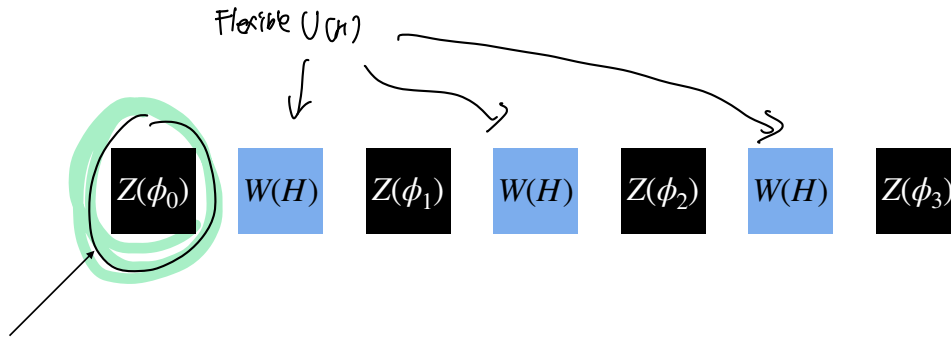 Flexible U(H)
Z(ϕ₀) W(H) Z(ϕ₁) W(H) Z(ϕ₂) W(H) Z(ϕ₃)